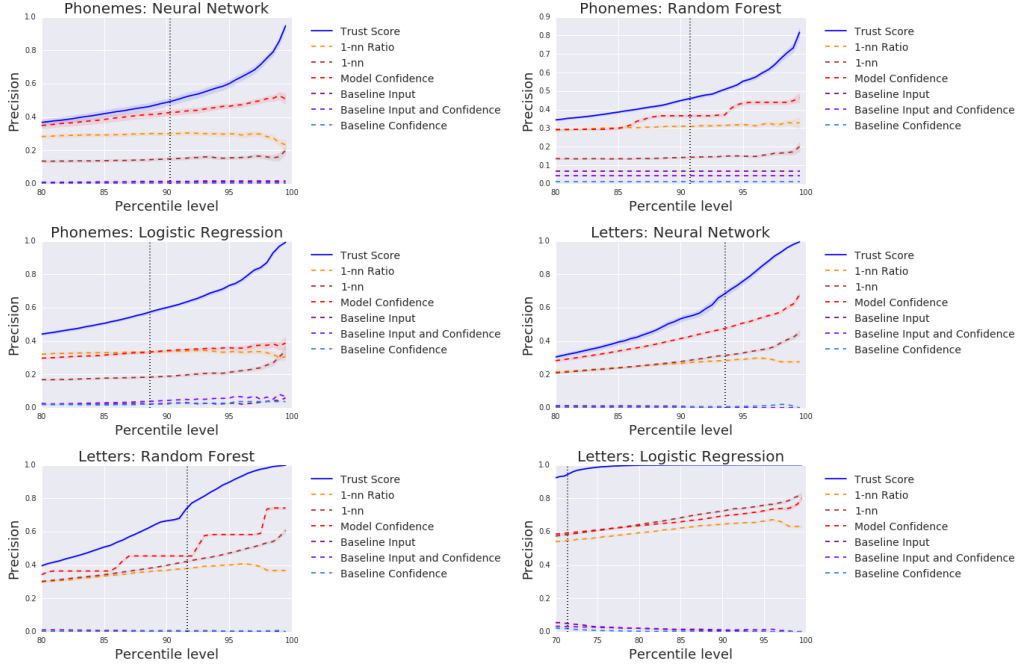 Phonemes: Neural Network
1.0
0.8
0.6
0.4
0.2
0.0
Precision
80
85
90
95
100
Percentile level
Trust Score
1-nn Ratio
1-nn
Model Confidence
Baseline Input
Baseline Input and Confidence
Baseline Confidence
Phonemes: Random Forest
0.9
0.8
0.7
0.6
0.5
0.4
0.3
0.2
0.1
0.0
Precision
80
85
90
95
100
Percentile level
Trust Score
1-nn Ratio
1-nn
Model Confidence
Baseline Input
Baseline Input and Confidence
Baseline Confidence
Phonemes: Logistic Regression
1.0
0.8
0.6
0.4
0.2
0.0
Precision
80
85
90
95
100
Percentile level
Trust Score
1-nn Ratio
1-nn
Model Confidence
Baseline Input
Baseline Input and Confidence
Baseline Confidence
Letters: Neural Network
1.0
0.8
0.6
0.4
0.2
0.0
Precision
80
85
90
95
100
Percentile level
Trust Score
1-nn Ratio
1-nn
Model Confidence
Baseline Input
Baseline Input and Confidence
Baseline Confidence
Letters: Random Forest
1.0
0.8
0.6
0.4
0.2
0.0
Precision
80
85
90
95
100
Percentile level
Trust Score
1-nn Ratio
1-nn
Model Confidence
Baseline Input
Baseline Input and Confidence
Baseline Confidence
Letters: Logistic Regression
1.0
0.8
0.6
0.4
0.2
0.0
Precision
70
75
80
85
90
95
100
Percentile level
Trust Score
1-nn Ratio
1-nn
Model Confidence
Baseline Input
Baseline Input and Confidence
Baseline Confidence